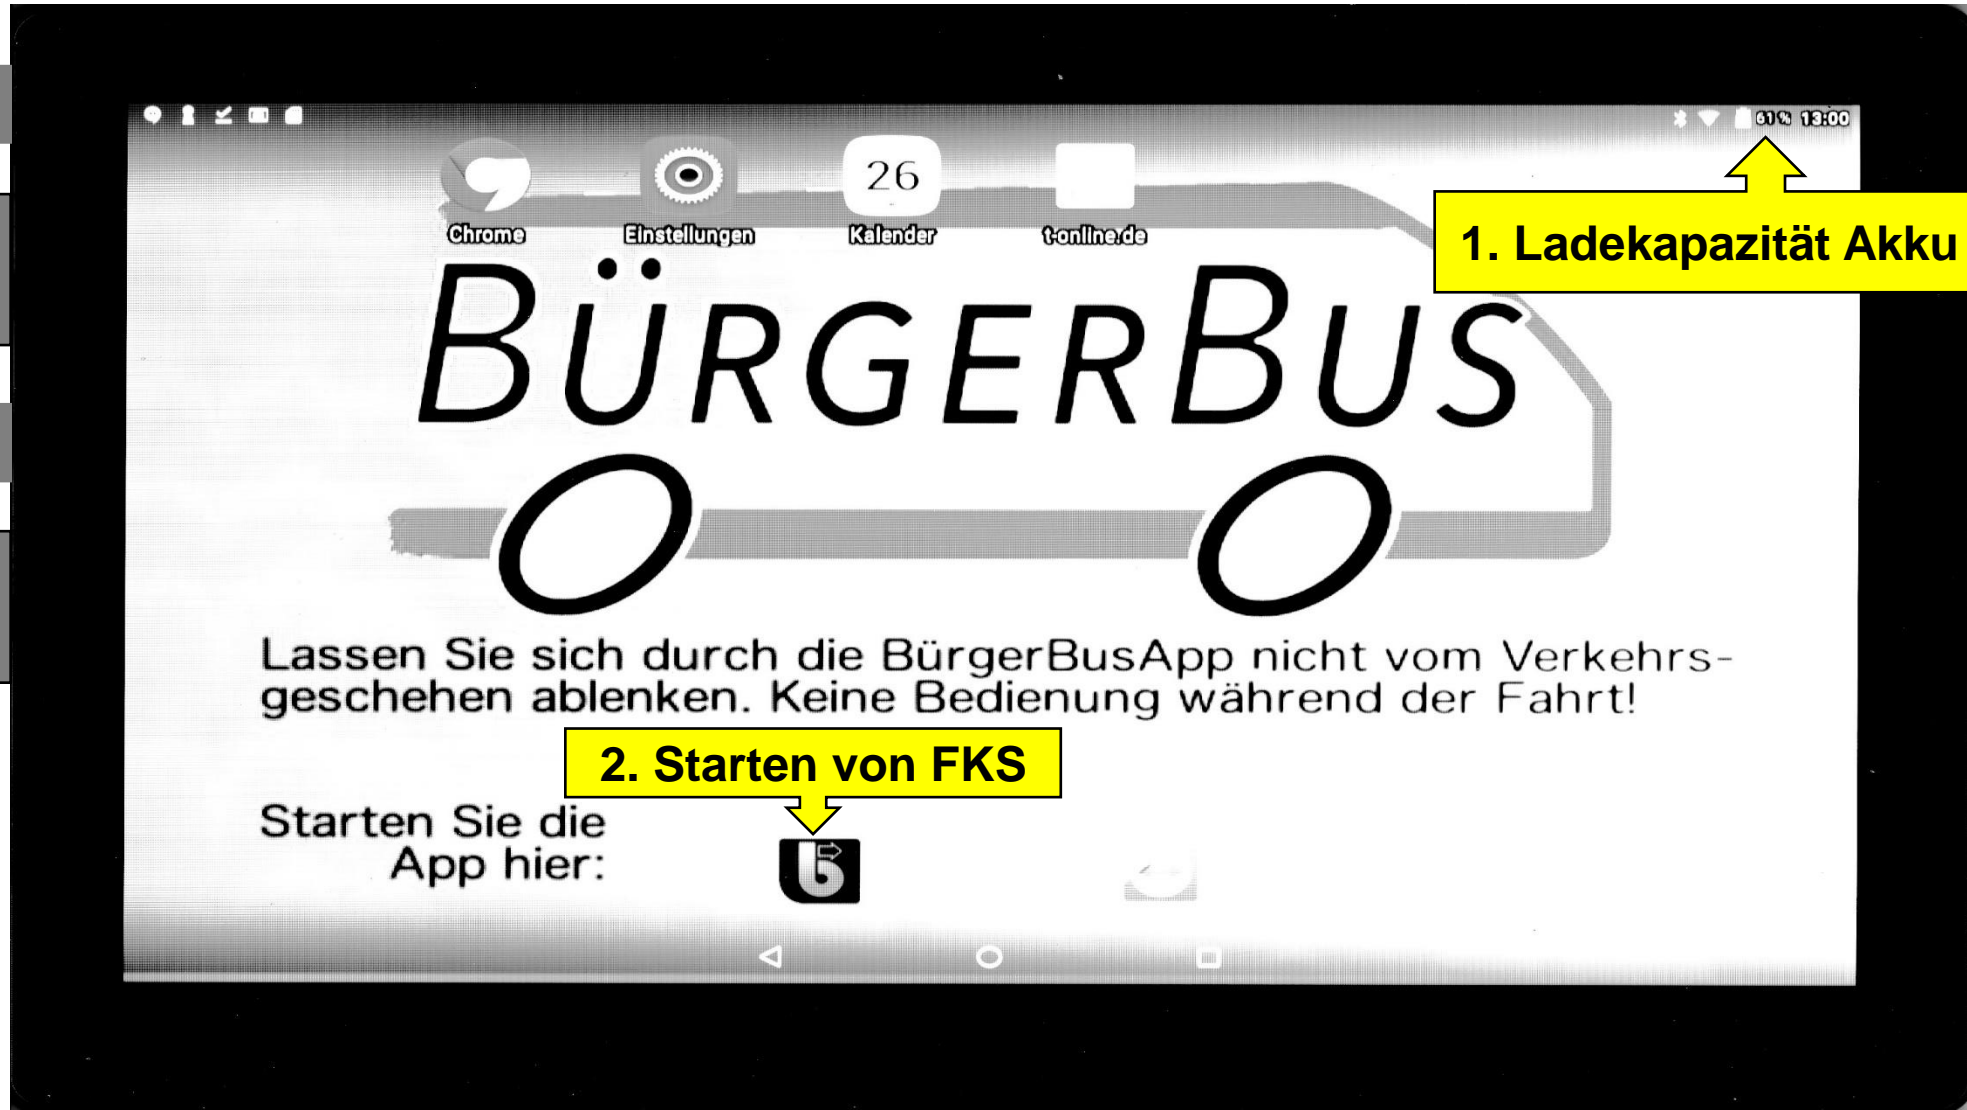 61% 13:00
26
Chrome Einstellungen Kalender t-online.de
1. Ladekapazität Akku
BÜRGERBUS
Lassen Sie sich durch die BürgerBusApp nicht vom Verkehrs-
geschehen ablenken. Keine Bedienung während der Fahrt!
2. Starten von FKS
Starten Sie die
App hier: